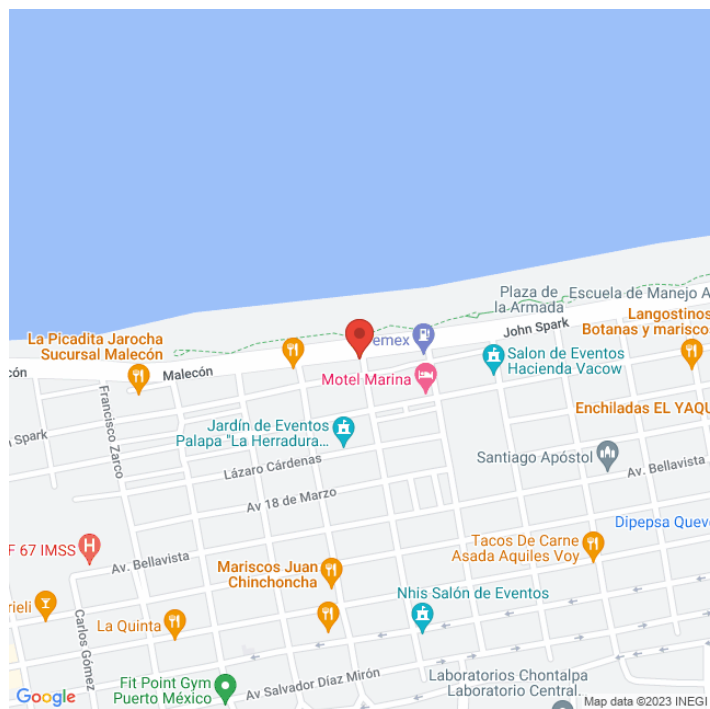 Plaza de
la Armada
Escuela de Manejo A
Langostinos
Botanas y marisco
John Spark
La Picadita Jarocha
Sucursal Malecón
emex
Malecón
cón
Salon de Eventos
Hacienda Vacow
Motel Marina
Francisco Zarco
Enchiladas EL YAQU
Jardín de Eventos
Palapa "La Herradura...
n Spark
Lázaro Cárdenas
Santiago Apóstol
Av. Bellavista
Av 18 de Marzo
Dipepsa Queve
F 67 IMSS
Av. Bellavista
Tacos De Carne
Asada Aquiles Voy
Mariscos Juan
Chinchoncha
Nhis Salón de Eventos
rieli
La Quinta
Carlos Gómez
Fit Point Gym
Puerto México
Av Salvador Díaz Mirón
Laboratorios Chontalpa
Laboratorio Central.
Google
Map data ©2023 INEGI